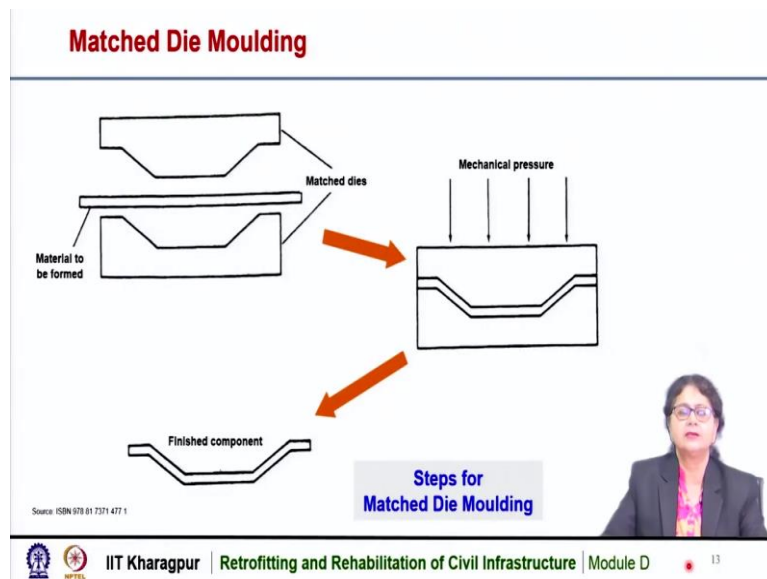 Matched Die Moulding
Matched dies
Material to
be formed
Mechanical pressure
Finished component
Steps for
Matched Die Moulding
Source: ISBN 978 81 7371 477 1
NPTEL
IIT Kharagpur | Retrofitting and Rehabilitation of Civil Infrastructure | Module D
13